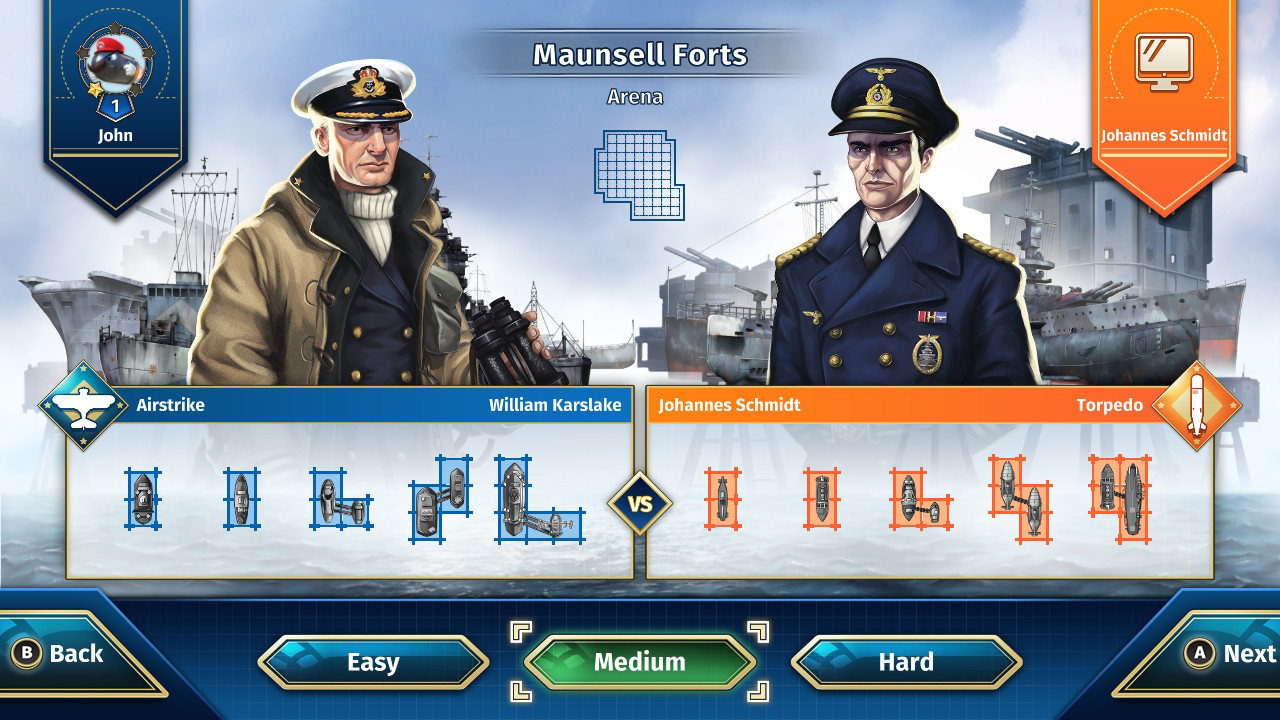 Maunsell Forts
Arena
1
John
Johannes Schmidt
Airstrike
William Karslake
Johannes Schmidt
Torpedo
VS
B Back
Easy
Medium
Hard
A Next